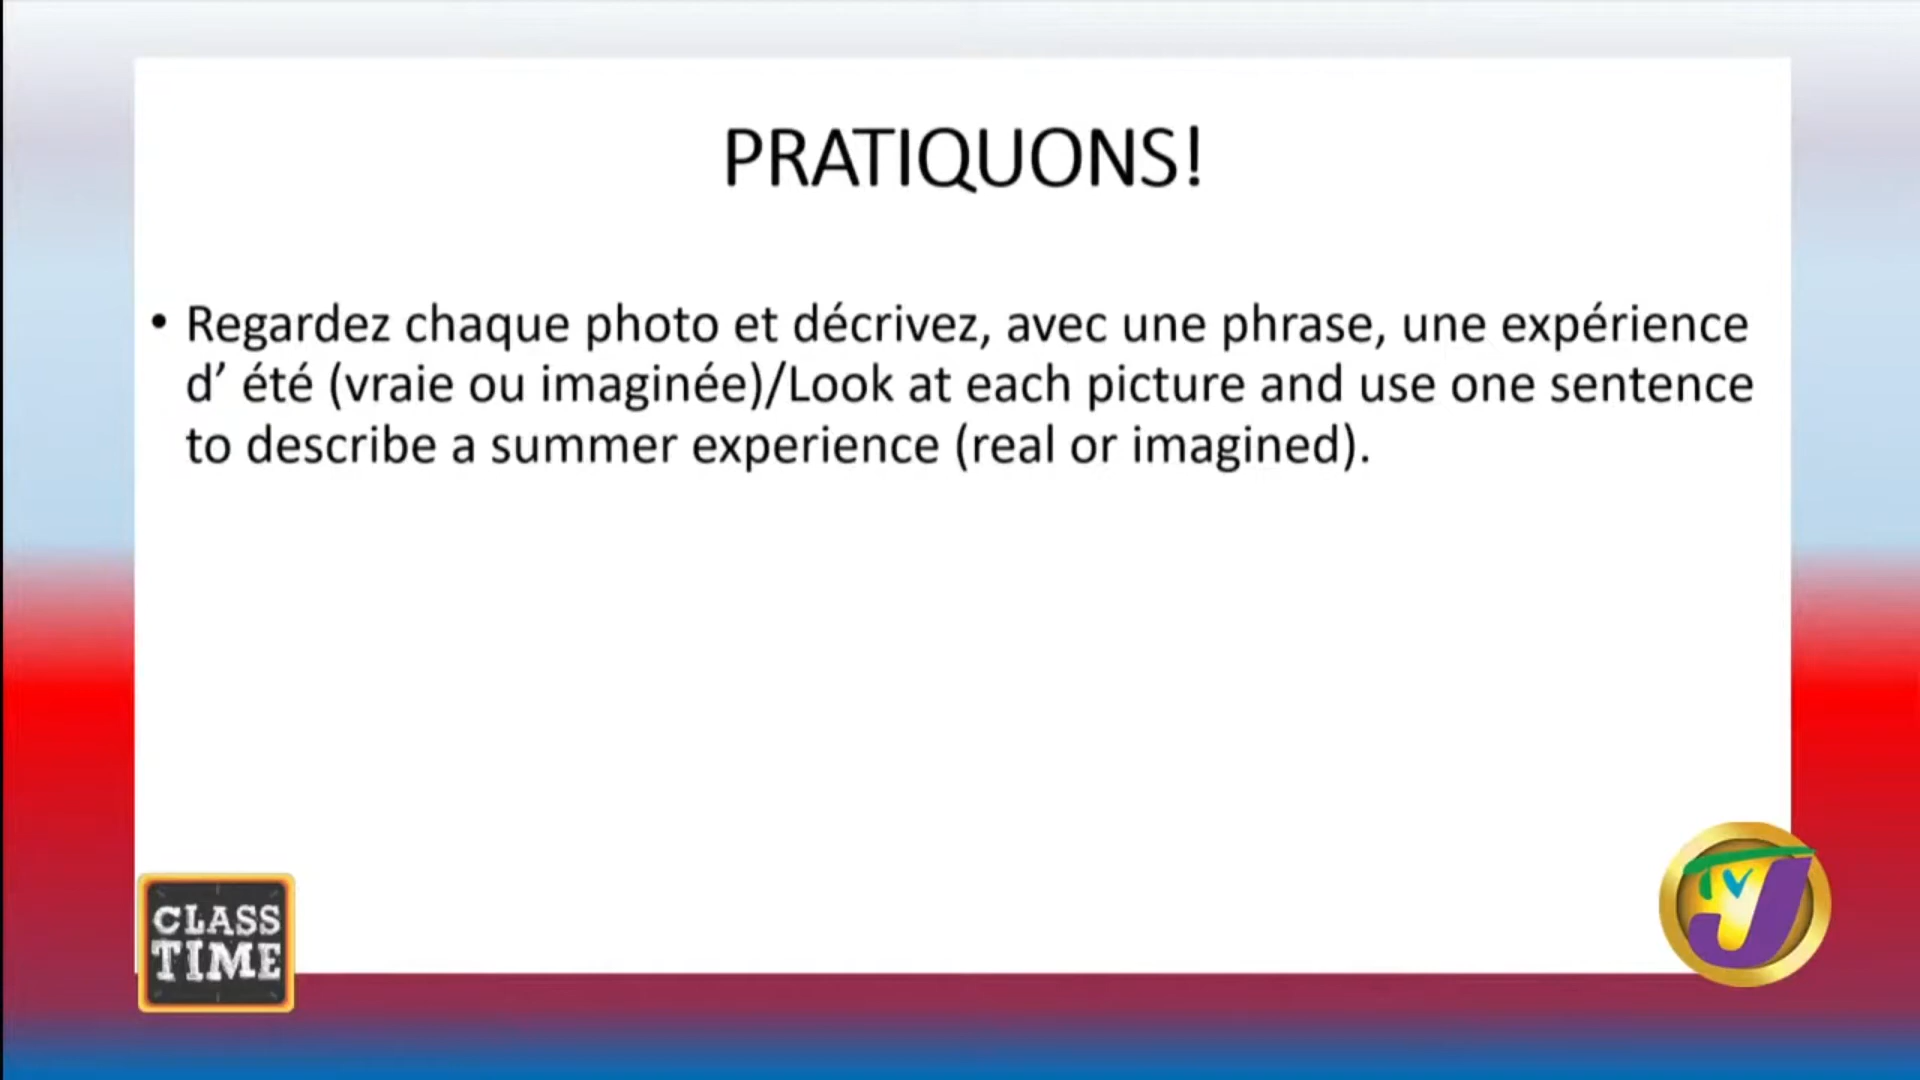 PRATIQUONS!
• Regardez chaque photo et décrivez, avec une phrase, une expérience
d’ été (vraie ou imaginée)/Look at each picture and use one sentence
to describe a summer experience (real or imagined).
CLASS
TIME
TVJ